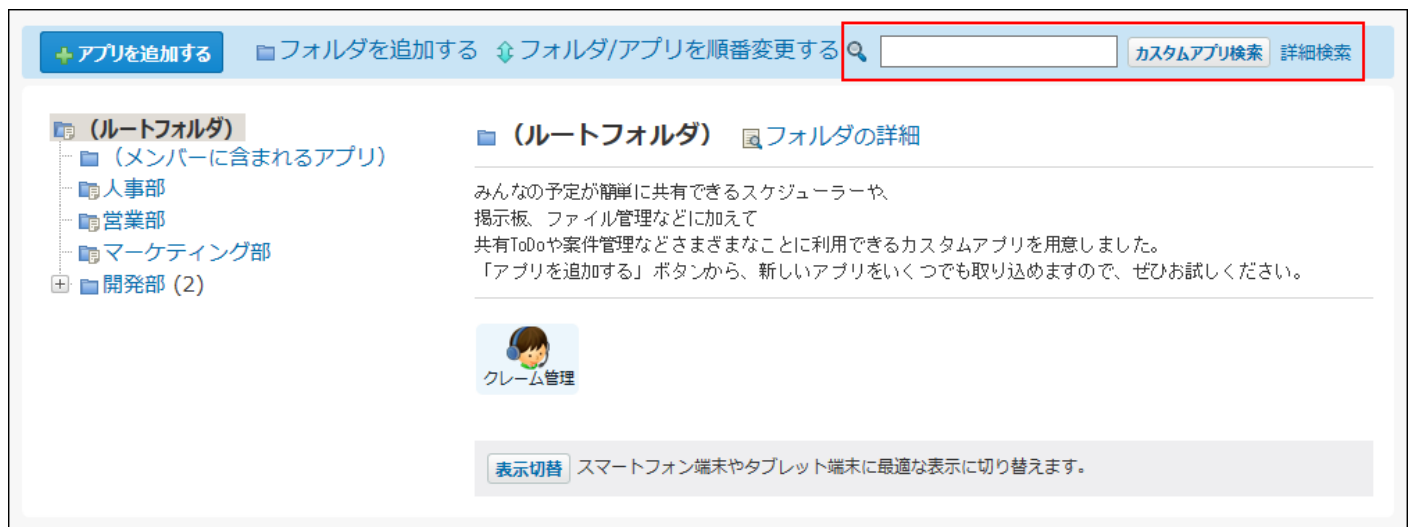 アプリを追加する フォルダを追加する フォルダ/アプリを順番変更する カスタムアプリ検索 詳細検索
(ルートフォルダ)
(メンバーに含まれるアプリ)
人事部
営業部
マーケティング部
開発部 (2)
(ルートフォルダ) フォルダの詳細
みんなの予定が簡単に共有できるスケジューラーや、
掲示板、ファイル管理などに加えて
共有ToDoや案件管理などさまざまなことに利用できるカスタムアプリを用意しました。
「アプリを追加する」ボタンから、新しいアプリをいくつでも取り込めますので、ぜひお試しください。
クレーム管理
表示切替 スマートフォン端末やタブレット端末に最適な表示に切り替えます。